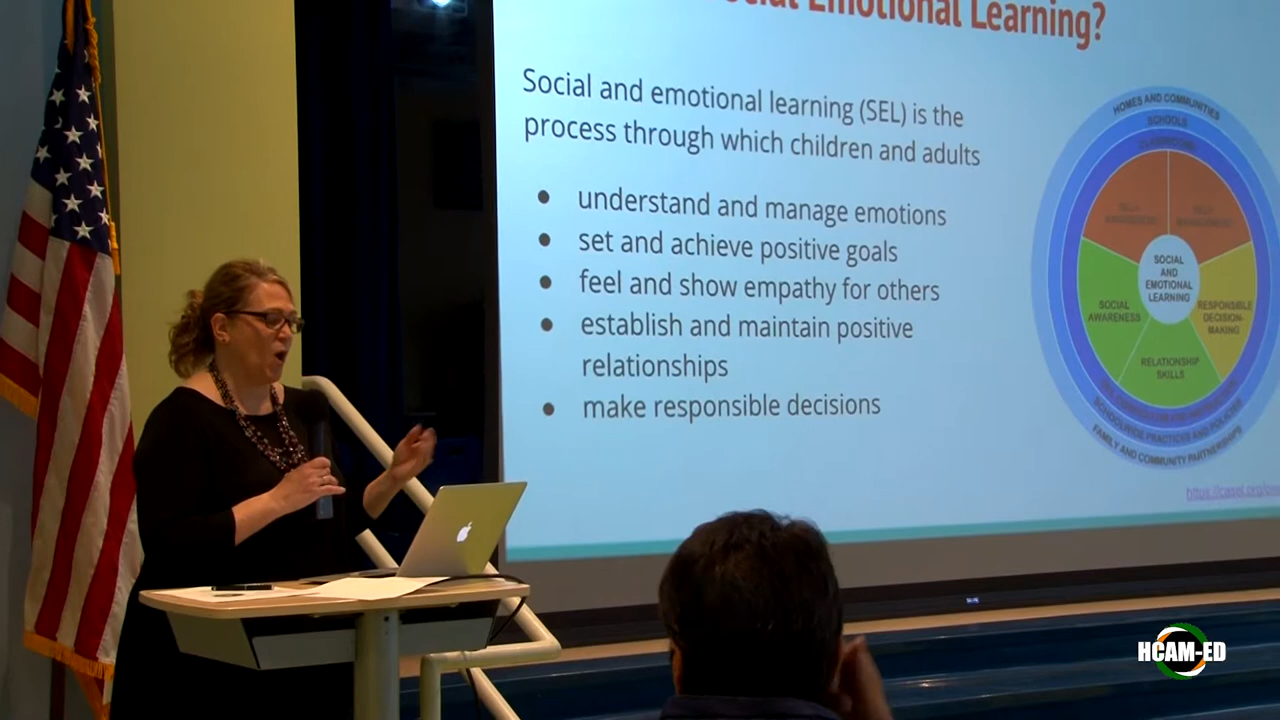 Emotional Learning?
Social and emotional learning (SEL) is the
process through which children and adults
understand and manage emotions
set and achieve positive goals
feel and show empathy for others
establish and maintain positive
relationships
make responsible decisions
HOMES AND COMMUNITIES
SCHOOLS
SOCIAL
AND
EMOTIONAL
LEARNING
SOCIAL
AWARENESS
RESPONSIBLE
DECISION-
MAKING
RELATIONSHIP
SKILLS
SCHOOLWIDE PRACTICES AND POLICIES
FAMILY AND COMMUNITY PARTNERSHIPS
https://casel.org/
HCAM-ED